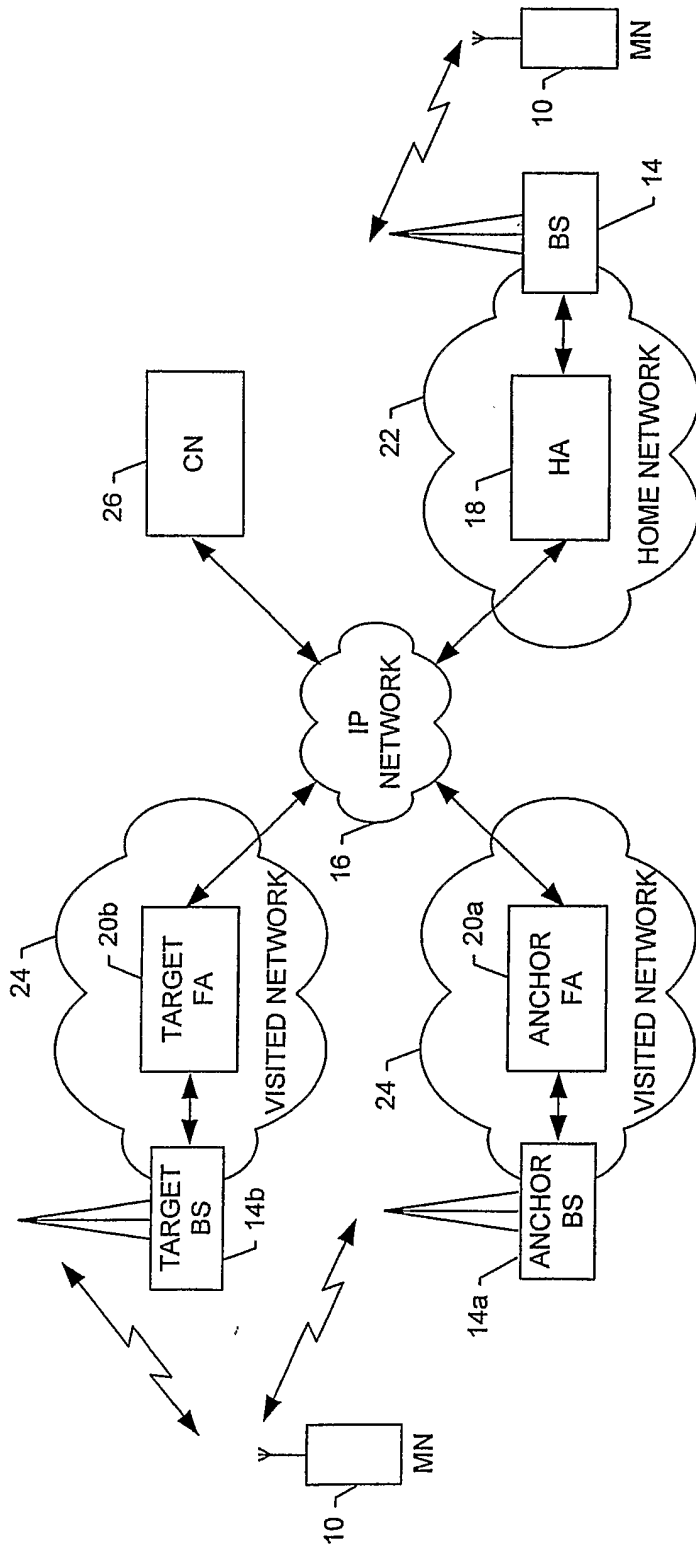 24
20b
TARGET
FA
VISITED NETWORK
TARGET
BS
14b
26
CN
10
MN
16
IP
NETWORK
24
20a
ANCHOR
FA
VISITED NETWORK
ANCHOR
BS
14a
22
18
HA
HOME NETWORK
BS
14
10
MN